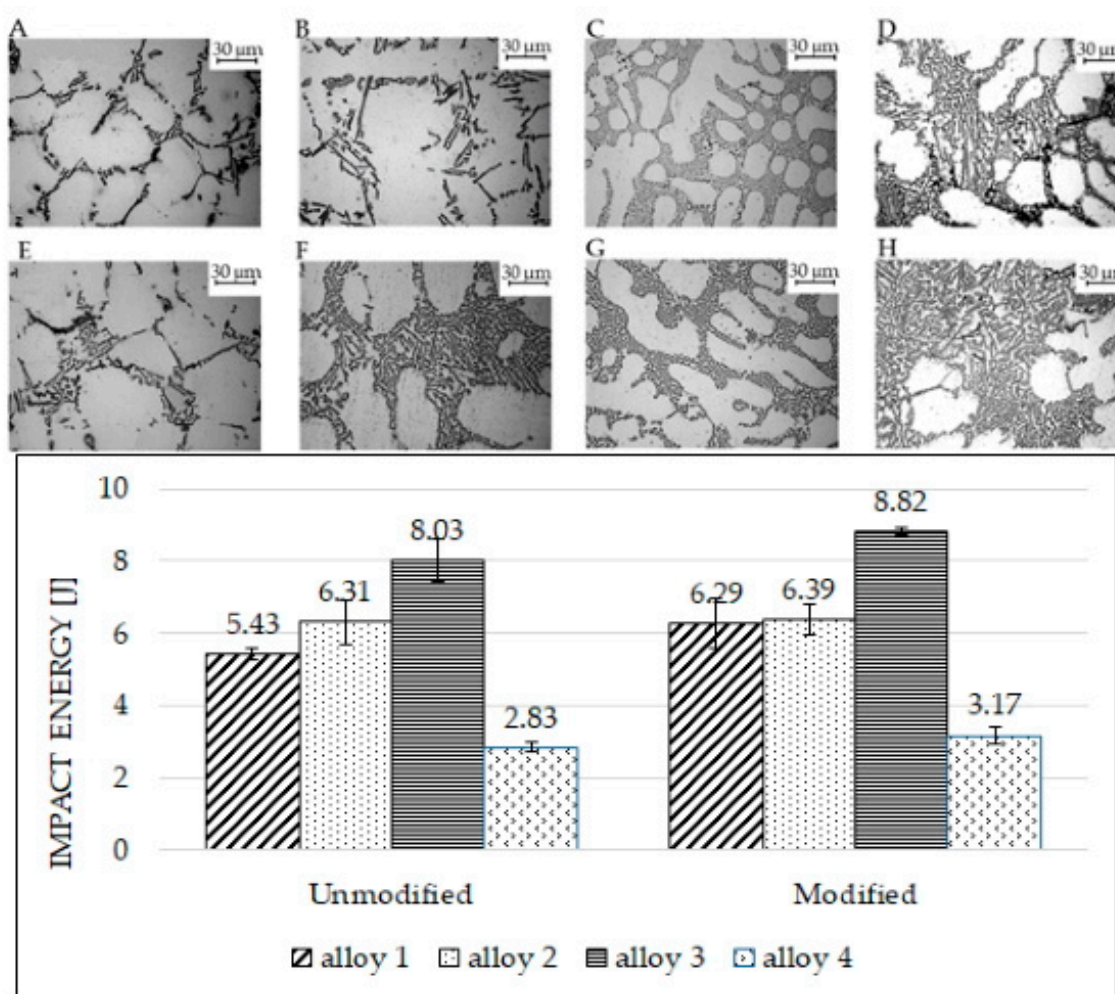 A B C D
30 µm 30 µm 30 µm 30 µm
E F G H
30 µm 30 µm 30 µm 30 µm
IMPACT ENERGY [J]
10
8
6
4
2
0
5.43 6.31 8.03 2.83 6.29 6.39 8.82 3.17
Unmodified Modified
alloy 1 alloy 2 alloy 3 alloy 4